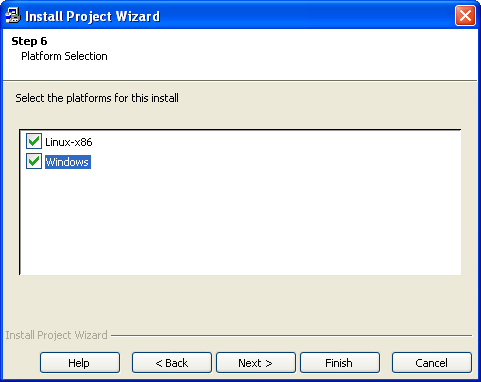 Install Project Wizard
Step 6
Platform Selection
Select the platforms for this install
Linux-x86
Windows
Install Project Wizard
Help
< Back
Next >
Finish
Cancel